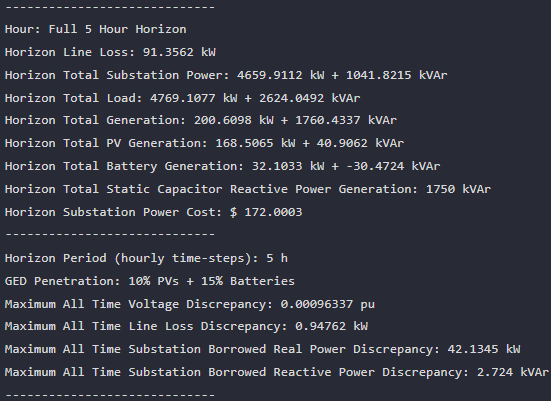 ------------------------------
Hour: Full 5 Hour Horizon
Horizon Line Loss: 91.3562 kW
Horizon Total Substation Power: 4659.9112 kW + 1041.8215 kVAr
Horizon Total Load: 4769.1077 kW + 2624.0492 kVAr
Horizon Total Generation: 200.6098 kW + 1760.4337 kVAr
Horizon Total PV Generation: 168.5065 kW + 40.9062 kVAr
Horizon Total Battery Generation: 32.1033 kW + -30.4724 kVAr
Horizon Total Static Capacitor Reactive Power Generation: 1750 kVAr
Horizon Substation Power Cost: $ 172.0003
------------------------------
Horizon Period (hourly time-steps): 5 h
GED Penetration: 10% PVs + 15% Batteries
Maximum All Time Voltage Discrepancy: 0.00096337 pu
Maximum All Time Line Loss Discrepancy: 0.94762 kW
Maximum All Time Substation Borrowed Real Power Discrepancy: 42.1345 kW
Maximum All Time Substation Borrowed Reactive Power Discrepancy: 2.724 kVAr
------------------------------